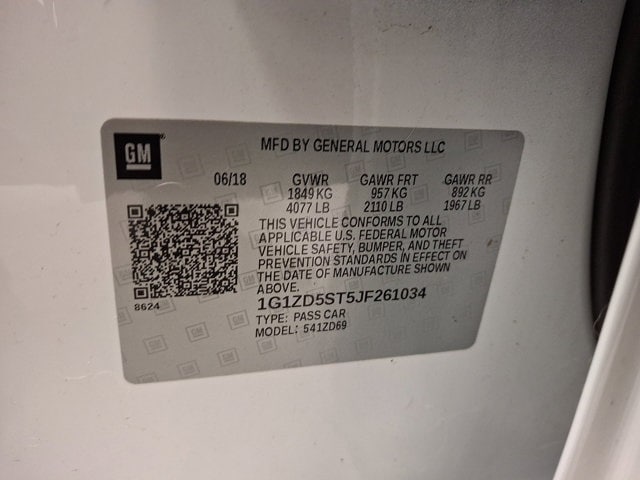 GM
MFD BY GENERAL MOTORS LLC
06/18 GVWR GAWR FRT GAWR RR
1849 KG 957 KG 892 KG
4077 LB 2110 LB 1967 LB
THIS VEHICLE CONFORMS TO ALL
APPLICABLE U.S. FEDERAL MOTOR
VEHICLE SAFETY, BUMPER, AND THEFT
PREVENTION STANDARDS IN EFFECT ON
THE DATE OF MANUFACTURE SHOWN
ABOVE.
8624
1G1ZD5ST5JF261034
TYPE: PASS CAR
MODEL: 541ZD69